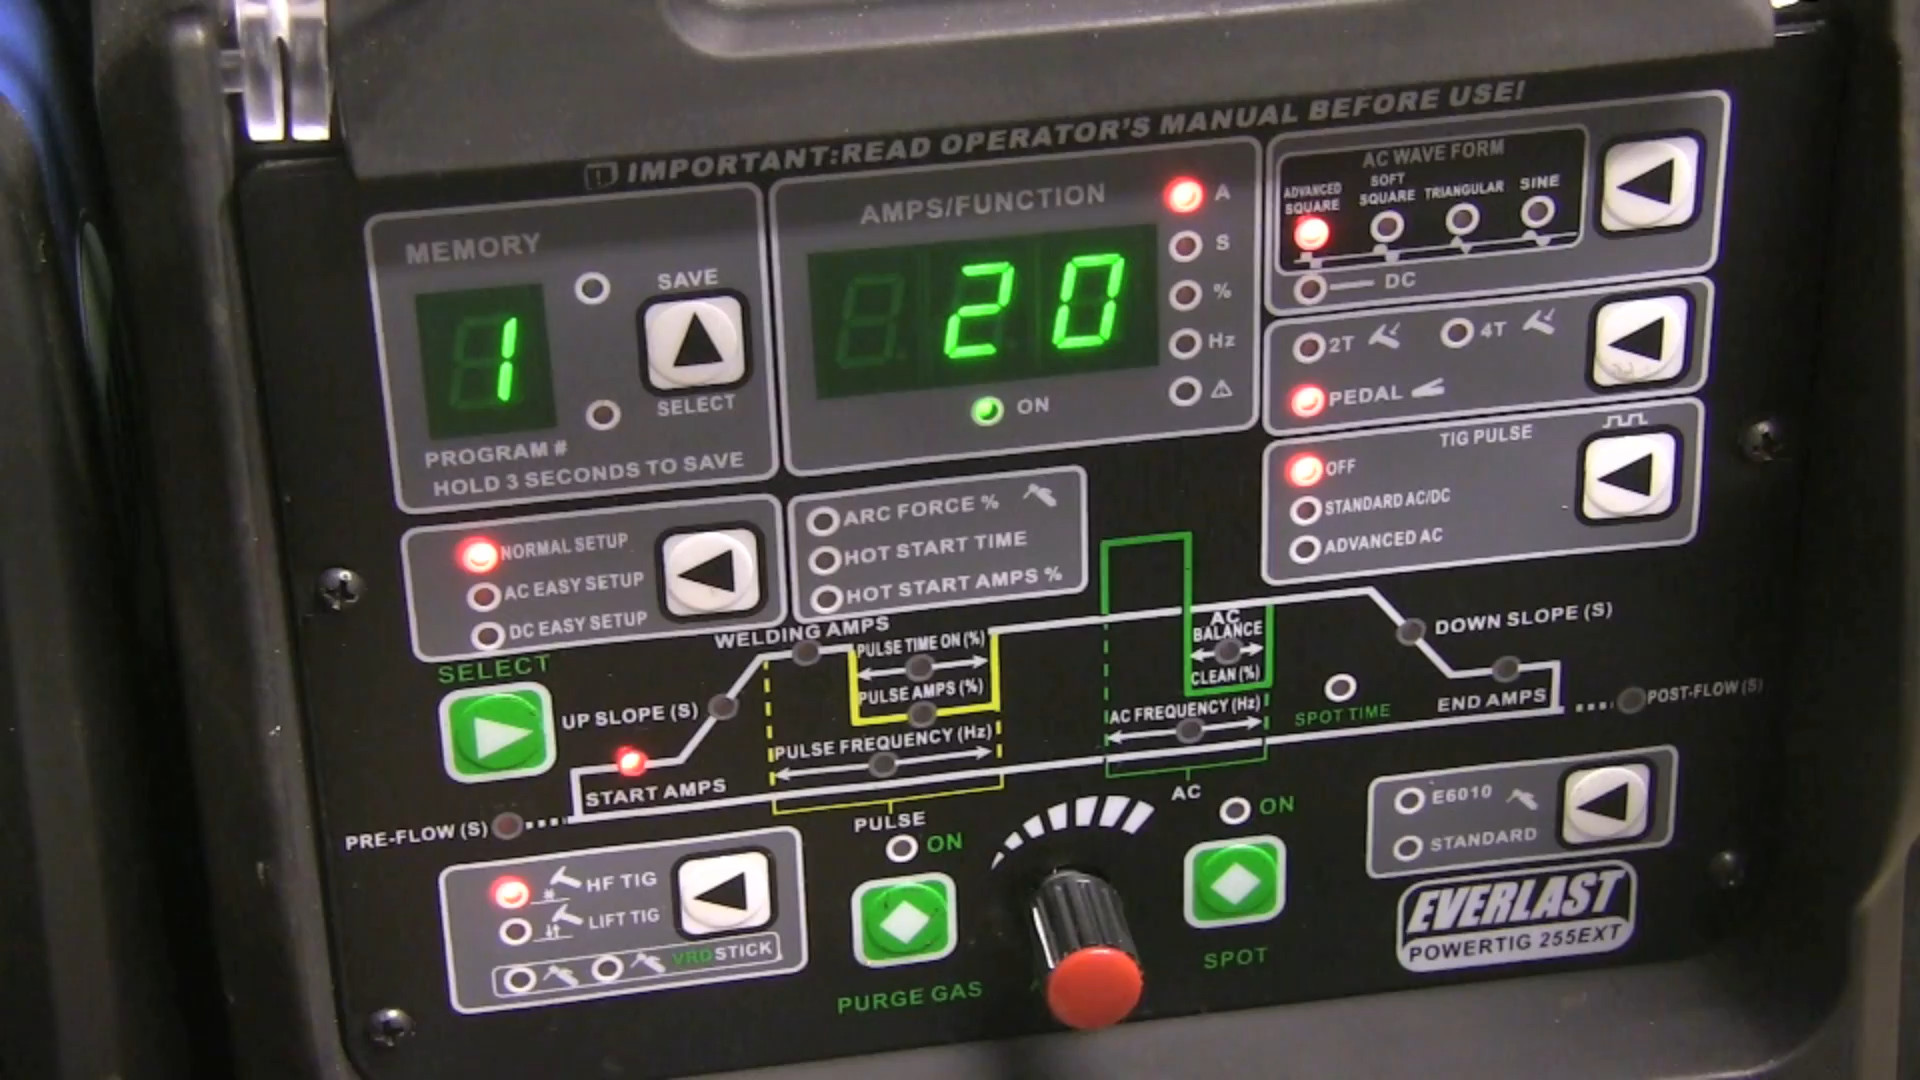 IMPORTANT:READ OPERATOR'S MANUAL BEFORE USE!
MEMORY
1
SAVE
SELECT
PROGRAM #
HOLD 3 SECONDS TO SAVE
AMPS/FUNCTION
20
ON
A
S
%
Hz
AC WAVE FORM
ADVANCED SQUARE
SOFT SQUARE
TRIANGULAR
SINE
DC
2T
4T
PEDAL
TIG PULSE
OFF
STANDARD AC/DC
ADVANCED AC
NORMAL SETUP
AC EASY SETUP
DC EASY SETUP
ARC FORCE %
HOT START TIME
HOT START AMPS %
SELECT
WELDING AMPS
UP SLOPE (S)
START AMPS
PRE-FLOW (S)
PULSE TIME ON (%)
PULSE AMPS (%)
PULSE FREQUENCY (Hz)
PULSE
AC BALANCE
CLEAN (%)
AC FREQUENCY (Hz)
AC
SPOT TIME
DOWN SLOPE (S)
END AMPS
POST-FLOW (S)
HF TIG
LIFT TIG
VRD STICK
ON
PURGE GAS
ON
SPOT
E6010
STANDARD
EVERLAST
POWERTIG 255EXT